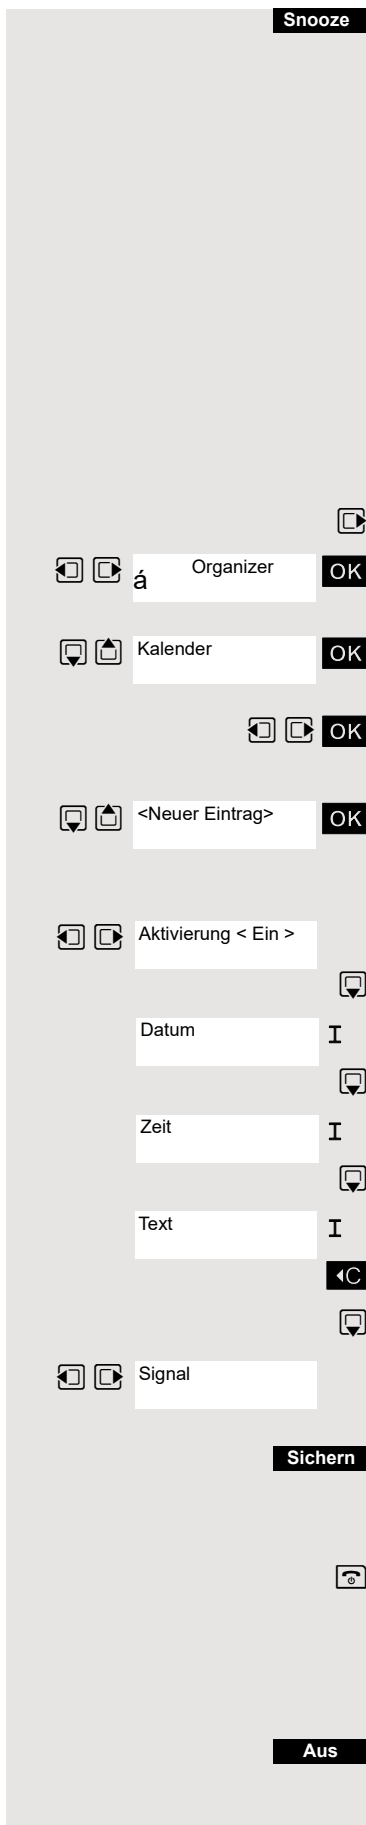 Snooze
Organizer
á
OK
Kalender
OK
OK
<Neuer Eintrag>
OK
Aktivierung < Ein >
Datum
I
Zeit
I
Text
I
C
Signal
Sichern
Aus